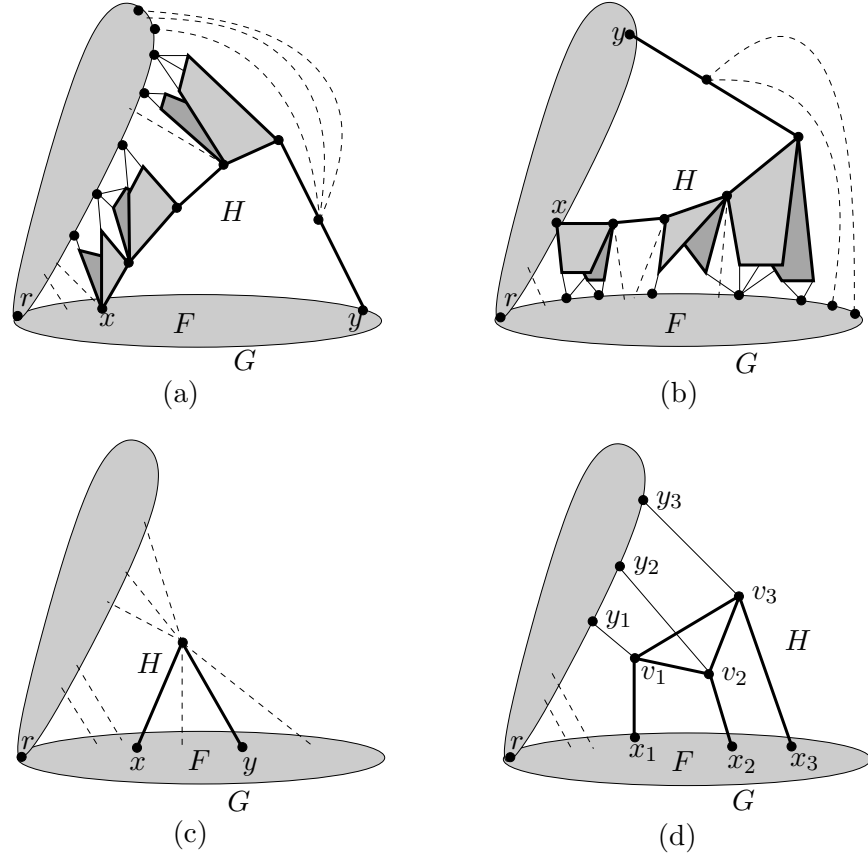 r
x
H
F
y
G
(a)
y
x
H
r
F
G
(b)
H
r
x
F
y
G
(c)
y₃
y₂
v₃
y₁
H
v₁
v₂
r
x₁
F
x₂
x₃
G
(d)